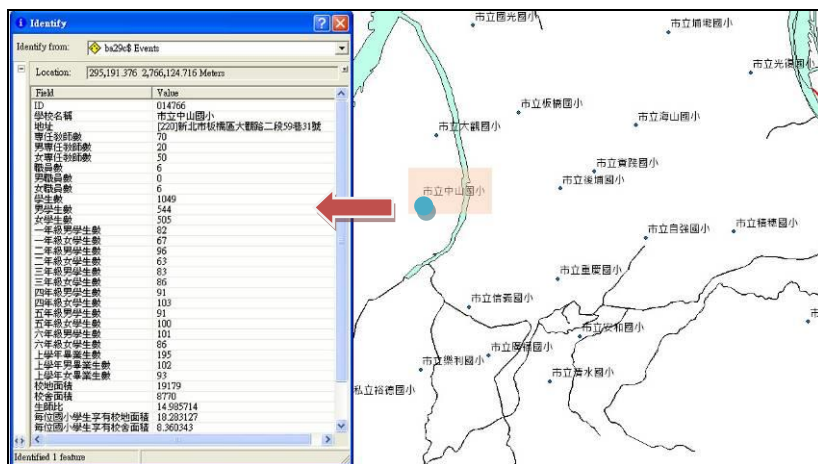 Identify
Identify from: ba29c$ Events
Location: 295,191.376 2,766,124.716 Meters
Field Value
ID 014766
學校名稱 市立中山國小
地址 [220]新北市板橋區大觀路二段59巷31號
專任教師數 70
男專任教師數 20
女專任教師數 50
職員數 6
男職員數 0
女職員數 6
學生數 1049
男學生數 544
女學生數 505
一年級男學生數 82
一年級女學生數 67
二年級男學生數 96
二年級女學生數 63
三年級男學生數 83
三年級女學生數 86
四年級男學生數 91
四年級女學生數 103
五年級男學生數 91
五年級女學生數 100
六年級男學生數 101
六年級女學生數 86
上學年畢業生數 195
上學年男畢業生數 102
上學年女畢業生數 93
校地面積 19179
校舍面積 8770
生師比 14.985714
每位國小學生享有校地面積 18.283127
每位國小學生享有校舍面積 8.360343
Identified 1 feature
市立國光國小
市立埔墘國小
市立光復國小
市立板橋國小
市立大觀國小
市立海山國小
市立實踐國小
市立後埔國小
市立中山國小
市立自強國小
市立積穗國小
市立重慶國小
市立信義國小
市立安和國小
市立廣福國小
市立樂利國小
市立清水國小
私立裕德國小
市